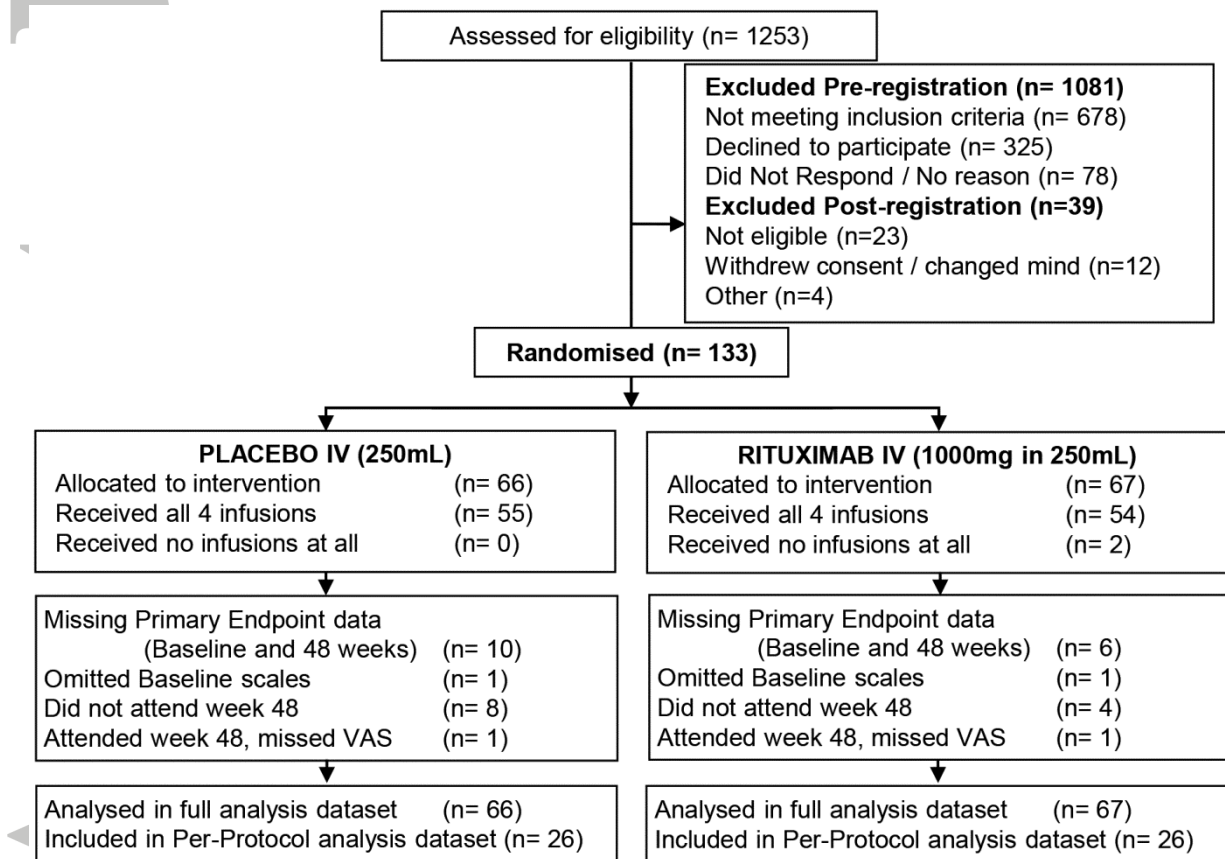 Assessed for eligibility (n= 1253)
Excluded Pre-registration (n= 1081)
Not meeting inclusion criteria (n= 678)
Declined to participate (n= 325)
Did Not Respond / No reason (n= 78)
Excluded Post-registration (n=39)
Not eligible (n=23)
Withdrew consent / changed mind (n=12)
Other (n=4)
Randomised (n= 133)
PLACEBO IV (250mL)
Allocated to intervention (n= 66)
Received all 4 infusions (n= 55)
Received no infusions at all (n= 0)
RITUXIMAB IV (1000mg in 250mL)
Allocated to intervention (n= 67)
Received all 4 infusions (n= 54)
Received no infusions at all (n= 2)
Missing Primary Endpoint data
(Baseline and 48 weeks) (n= 10)
Omitted Baseline scales (n= 1)
Did not attend week 48 (n= 8)
Attended week 48, missed VAS (n= 1)
Missing Primary Endpoint data
(Baseline and 48 weeks) (n= 6)
Omitted Baseline scales (n= 1)
Did not attend week 48 (n= 4)
Attended week 48, missed VAS (n= 1)
Analysed in full analysis dataset (n= 66)
Included in Per-Protocol analysis dataset (n= 26)
Analysed in full analysis dataset (n= 67)
Included in Per-Protocol analysis dataset (n= 26)